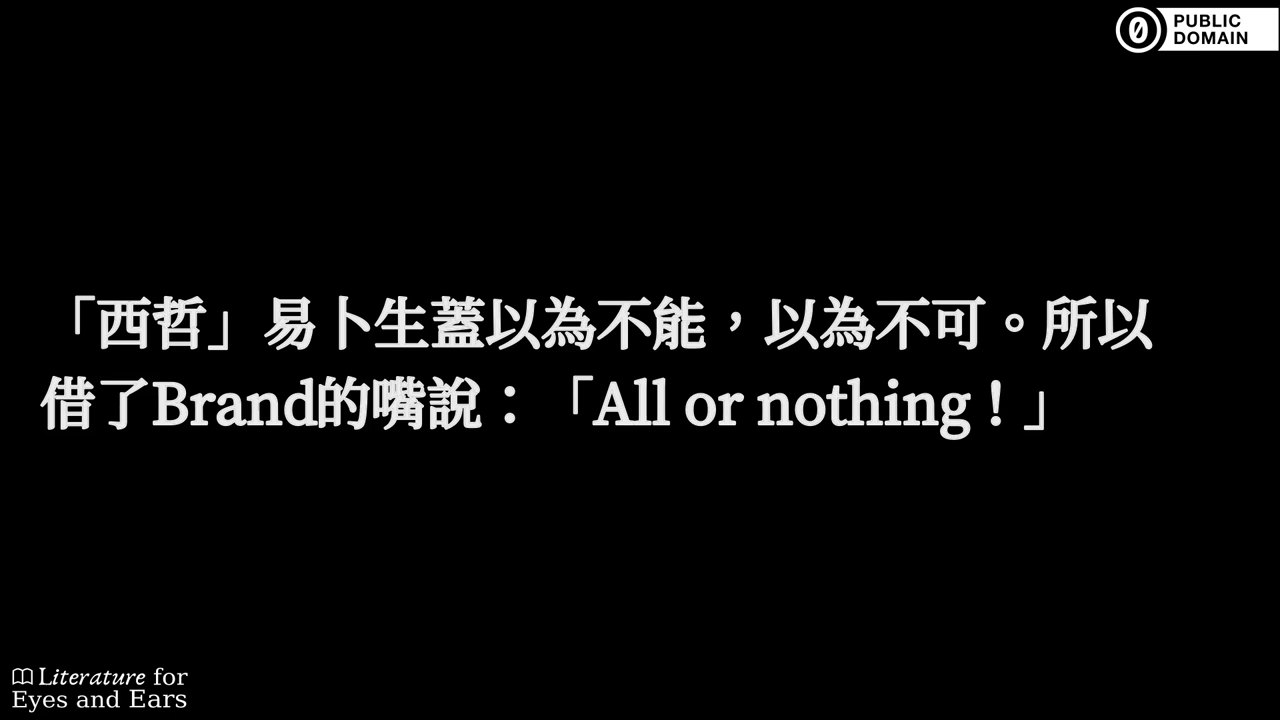 PUBLIC
DOMAIN
「西哲」易卜生蓋以為不能，以為不可。所以
借了Brand的嘴說：「All or nothing！」
Literature for
Eyes and Ears